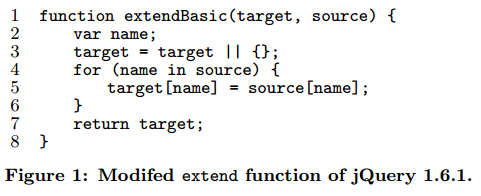 1 function extendBasic(target, source) {
2 var name;
3 target = target || {};
4 for (name in source) {
5 target[name] = source[name];
6 }
7 return target;
8 }
Figure 1: Modifed extend function of jQuery 1.6.1.